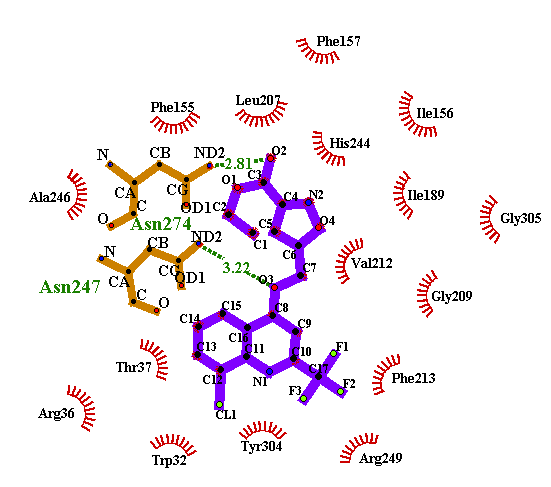 Phe157
Phe155
Leu207
Ile156
His244
N CB ND2 2.81 O2
O1 C3
CA CG C4 N2
Ala246
Ile189
C2
O C OD1 C5 O4
Gly305
Asn274
ND2 C1 C6
N CB
CG Val212
CA OD1 3.22 O3 C7
Asn247
Gly209
C O
C15 C8
C14 C9
C16
F1
C13 C11 C10
Thr37
C12 N1 C17
Phe213
F3 F2
CL1
Arg36
Tyr304
Trp32
Arg249